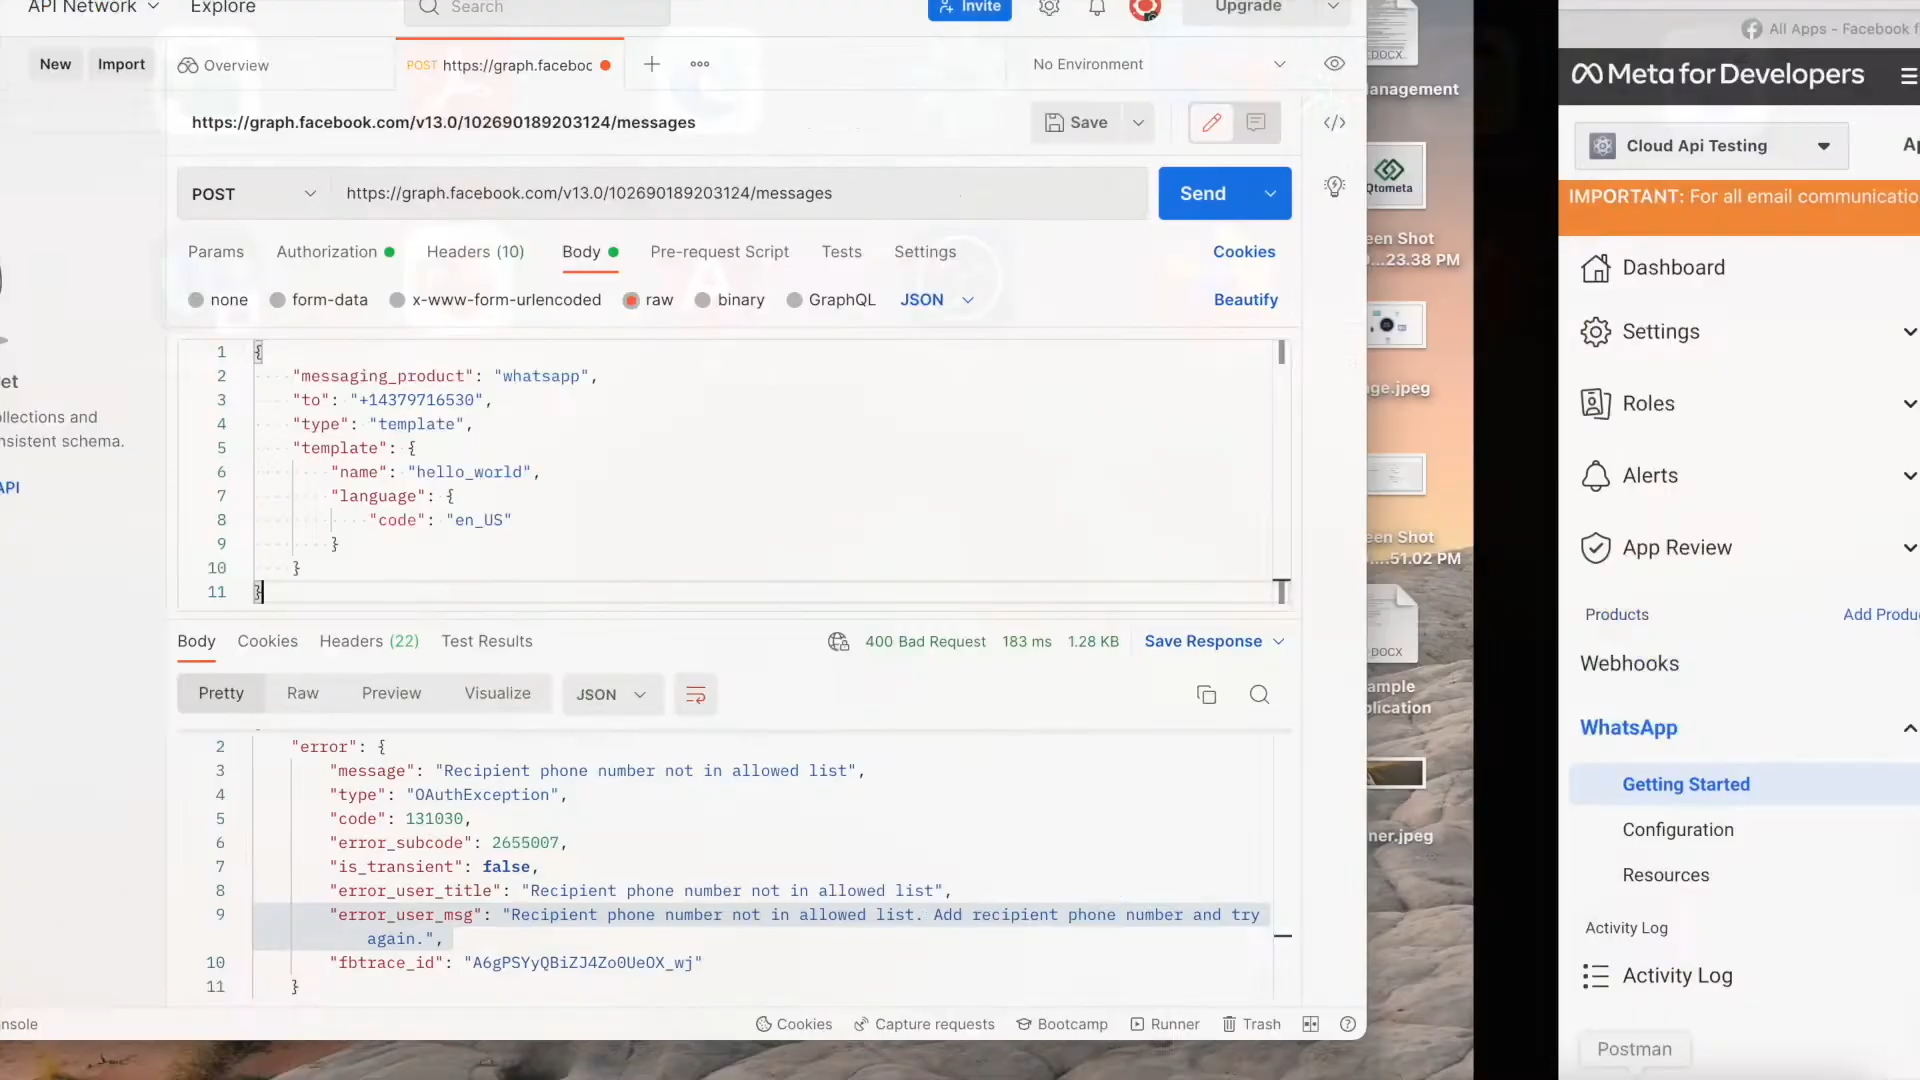 API Network
Explore
Search
Invite
Upgrade
New
Import
Overview
POST https://graph.faceboc
No Environment
https://graph.facebook.com/v13.0/102690189203124/messages
Save
POST
https://graph.facebook.com/v13.0/102690189203124/messages
Send
Params
Authorization
Headers (10)
Body
Pre-request Script
Tests
Settings
Cookies
none
form-data
x-www-form-urlencoded
raw
binary
GraphQL
JSON
Beautify
1 {
2 "messaging_product": "whatsapp",
3 "to": "+14379716530",
4 "type": "template",
5 "template": {
6 "name": "hello_world",
7 "language": {
8 "code": "en_US"
9 }
10 }
11 }
et
llections and
nsistent schema.
API
Body
Cookies
Headers (22)
Test Results
400 Bad Request
183 ms
1.28 KB
Save Response
Pretty
Raw
Preview
Visualize
JSON
2 "error": {
3 "message": "Recipient phone number not in allowed list",
4 "type": "OAuthException",
5 "code": 131030,
6 "error_subcode": 2655007,
7 "is_transient": false,
8 "error_user_title": "Recipient phone number not in allowed list",
9 "error_user_msg": "Recipient phone number not in allowed list. Add recipient phone number and try
again.",
10 "fbtrace_id": "A6gPSYyQBiZJ4Zo0UeOX_wj"
11 }
nsole
Cookies
Capture requests
Bootcamp
Runner
Trash
DOCX
anagement
Qtometa
een Shot
...23.38 PM
ge.jpeg
een Shot
....51.02 PM
DOCX
ample
plication
ner.jpeg
All Apps - Facebook f
Meta for Developers
Cloud Api Testing
Ap
IMPORTANT: For all email communicatio
Dashboard
Settings
Roles
Alerts
App Review
Products
Add Produc
Webhooks
WhatsApp
Getting Started
Configuration
Resources
Activity Log
Activity Log
Postman